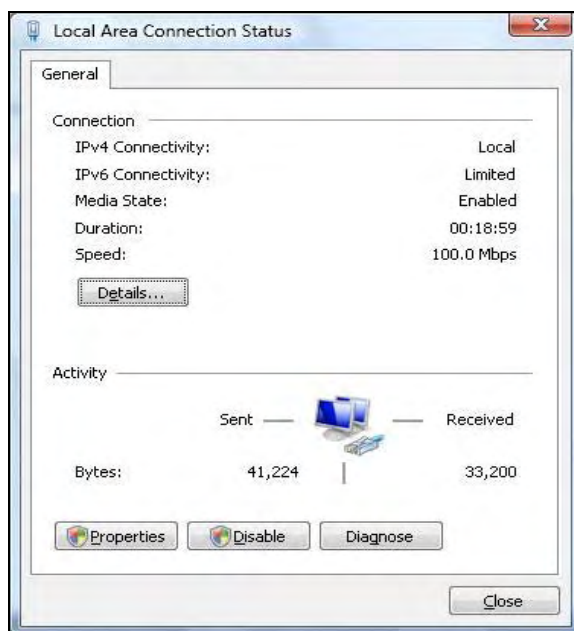 Local Area Connection Status
General
Connection
IPv4 Connectivity: Local
IPv6 Connectivity: Limited
Media State: Enabled
Duration: 00:18:59
Speed: 100.0 Mbps
Details...
Activity
Sent Received
Bytes: 41,224 33,200
Properties Disable Diagnose
Close